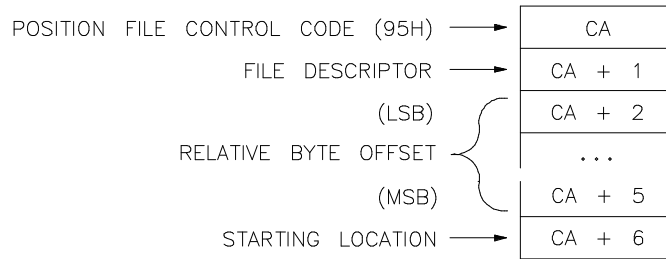 POSITION FILE CONTROL CODE (95H) CA
FILE DESCRIPTOR CA + 1
(LSB) CA + 2
RELATIVE BYTE OFFSET ...
(MSB) CA + 5
STARTING LOCATION CA + 6